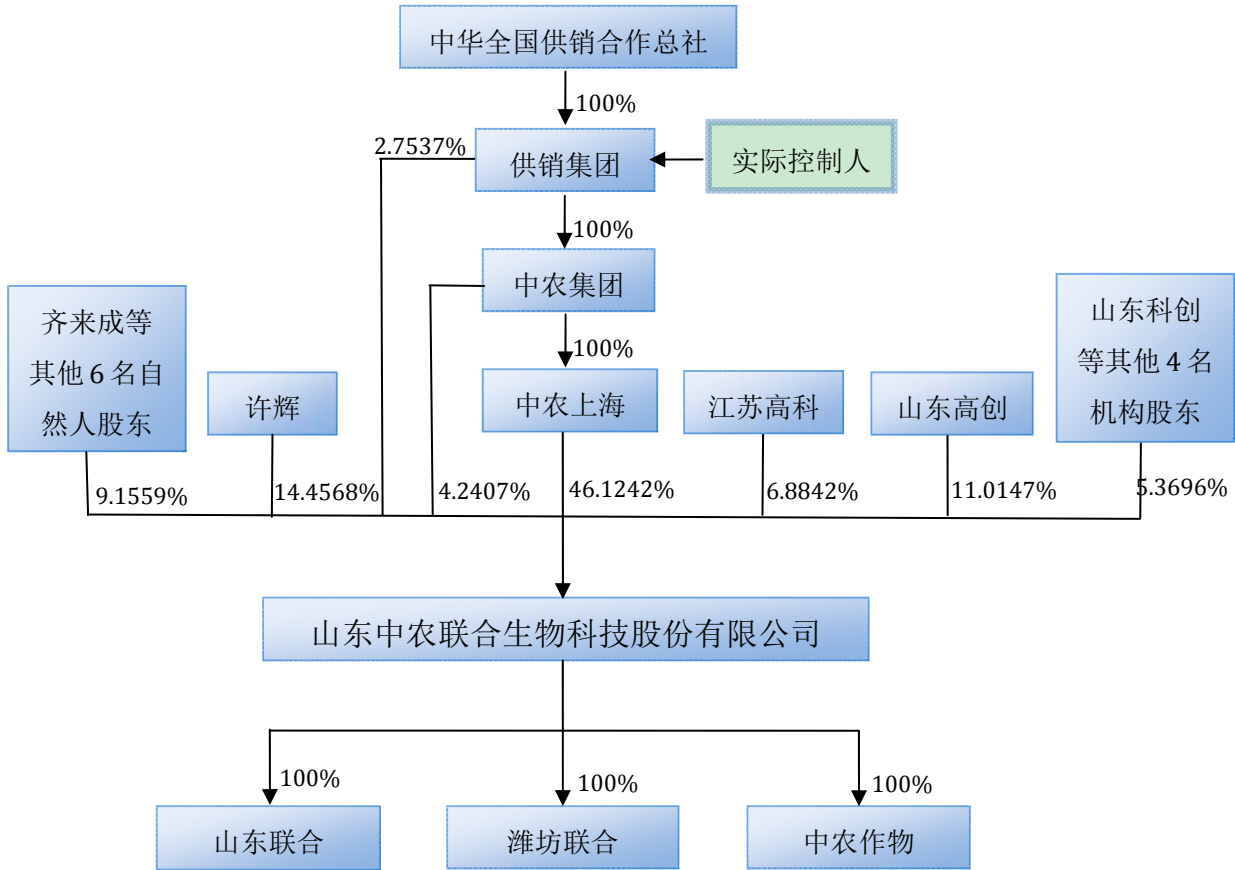 中华全国供销合作总社
100%
2.7537%
供销集团
实际控制人
100%
中农集团
齐来成等
其他 6 名自
然人股东
山东科创
等其他 4 名
机构股东
100%
许辉
中农上海
江苏高科
山东高创
9.1559%
14.4568%
4.2407%
46.1242%
6.8842%
11.0147%
5.3696%
山东中农联合生物科技股份有限公司
100%
100%
100%
山东联合
潍坊联合
中农作物